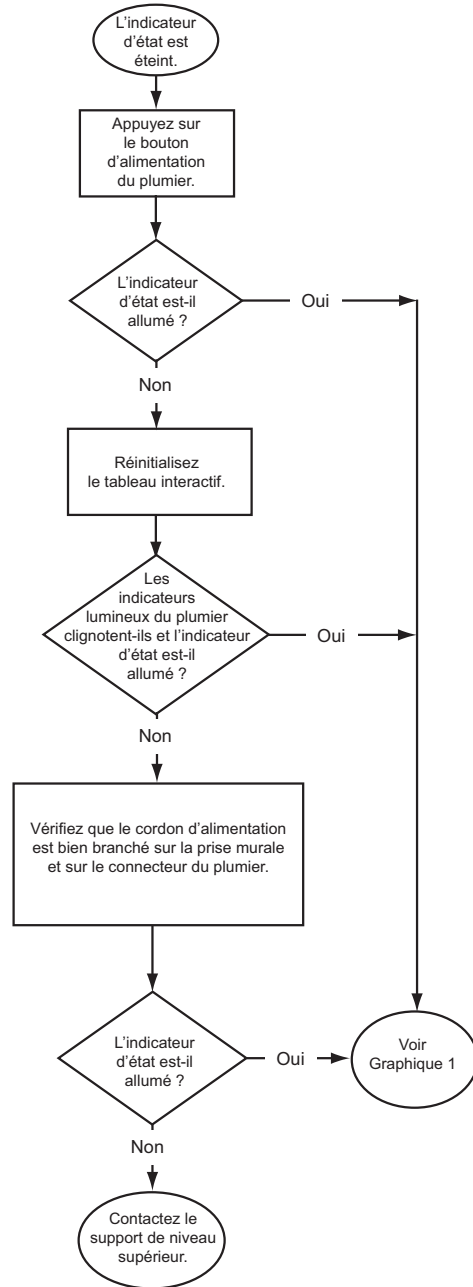 L’indicateur
d’état est
éteint.
Appuyez sur
le bouton
d’alimentation
du plumier.
L’indicateur
d’état est-il
allumé ?
Oui
Non
Réinitialisez
le tableau interactif.
Les
indicateurs
lumineux du plumier
clignotent-ils et l’indicateur
d’état est-il
allumé ?
Oui
Non
Vérifiez que le cordon d’alimentation
est bien branché sur la prise murale
et sur le connecteur du plumier.
L’indicateur
d’état est-il
allumé ?
Oui
Voir
Graphique 1
Non
Contactez le
support de niveau
supérieur.